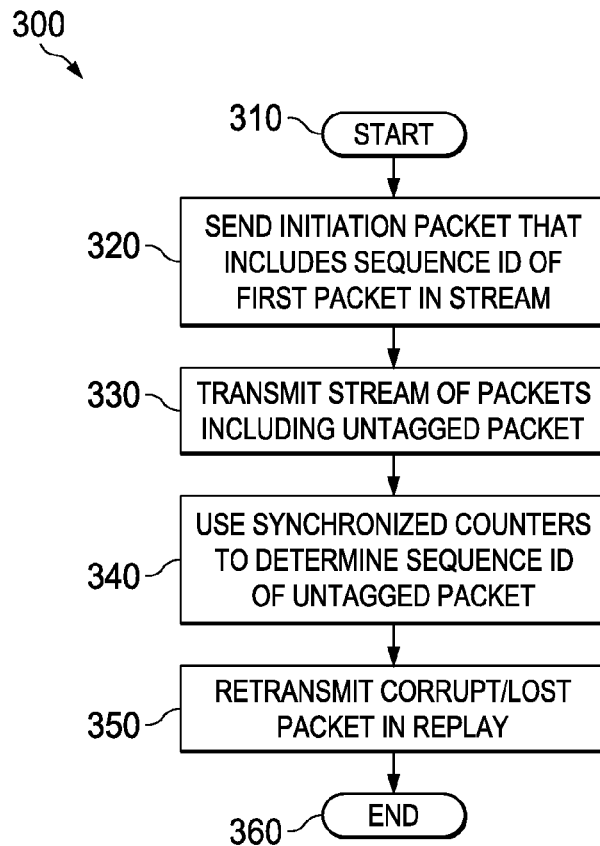 300
310
START
320
SEND INITIATION PACKET THAT
INCLUDES SEQUENCE ID OF
FIRST PACKET IN STREAM
330
TRANSMIT STREAM OF PACKETS
INCLUDING UNTAGGED PACKET
340
USE SYNCHRONIZED COUNTERS
TO DETERMINE SEQUENCE ID
OF UNTAGGED PACKET
350
RETRANSMIT CORRUPT/LOST
PACKET IN REPLAY
360
END